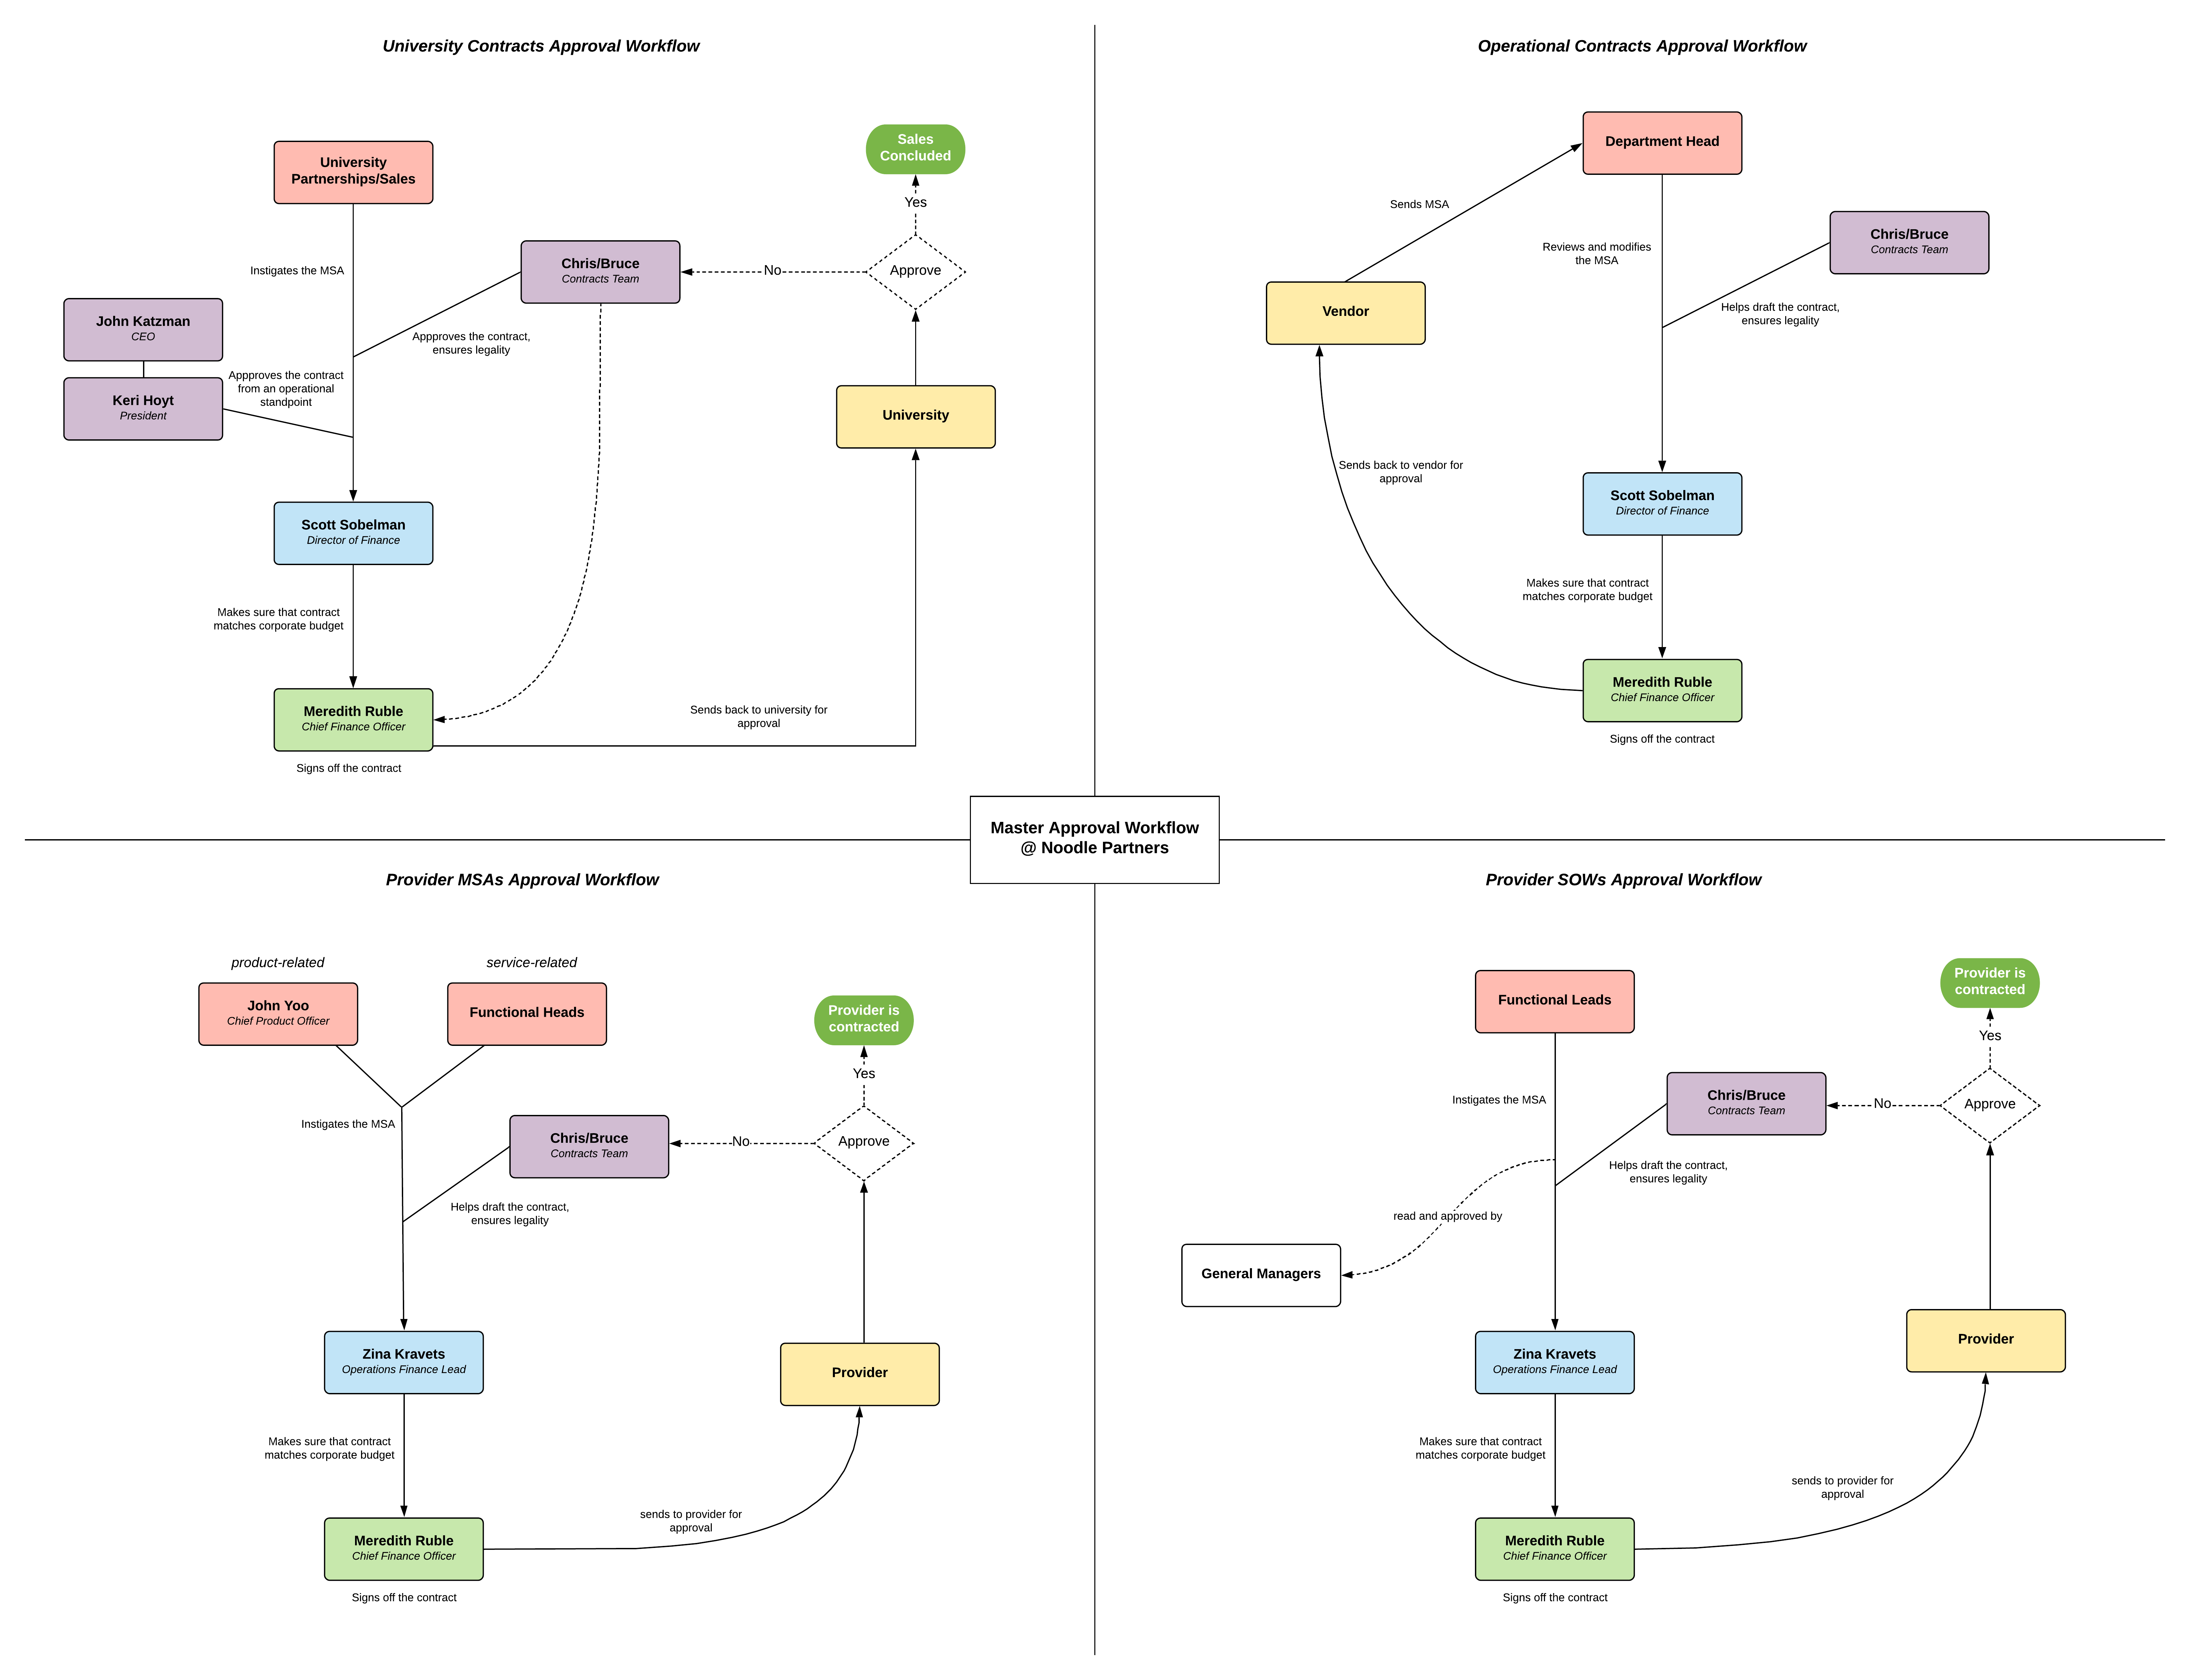 University Contracts Approval Workflow
Sales
Concluded
University
Partnerships/Sales
Yes
Instigates the MSA
Chris/Bruce
Contracts Team
No
Approve
John Katzman
CEO
Appproves the contract,
ensures legality
Appproves the contract
from an operational
standpoint
Keri Hoyt
President
University
Scott Sobelman
Director of Finance
Makes sure that contract
matches corporate budget
Meredith Ruble
Chief Finance Officer
Sends back to university for
approval
Signs off the contract
Operational Contracts Approval Workflow
Department Head
Sends MSA
Reviews and modifies
the MSA
Chris/Bruce
Contracts Team
Vendor
Helps draft the contract,
ensures legality
Sends back to vendor for
approval
Scott Sobelman
Director of Finance
Makes sure that contract
matches corporate budget
Meredith Ruble
Chief Finance Officer
Signs off the contract
Master Approval Workflow
@ Noodle Partners
Provider MSAs Approval Workflow
product-related
service-related
John Yoo
Chief Product Officer
Functional Heads
Provider is
contracted
Yes
Instigates the MSA
Chris/Bruce
Contracts Team
No
Approve
Helps draft the contract,
ensures legality
Zina Kravets
Operations Finance Lead
Provider
Makes sure that contract
matches corporate budget
sends to provider for
approval
Meredith Ruble
Chief Finance Officer
Signs off the contract
Provider SOWs Approval Workflow
Functional Leads
Provider is
contracted
Yes
Instigates the MSA
Chris/Bruce
Contracts Team
No
Approve
Helps draft the contract,
ensures legality
read and approved by
General Managers
Zina Kravets
Operations Finance Lead
Provider
Makes sure that contract
matches corporate budget
sends to provider for
approval
Meredith Ruble
Chief Finance Officer
Signs off the contract